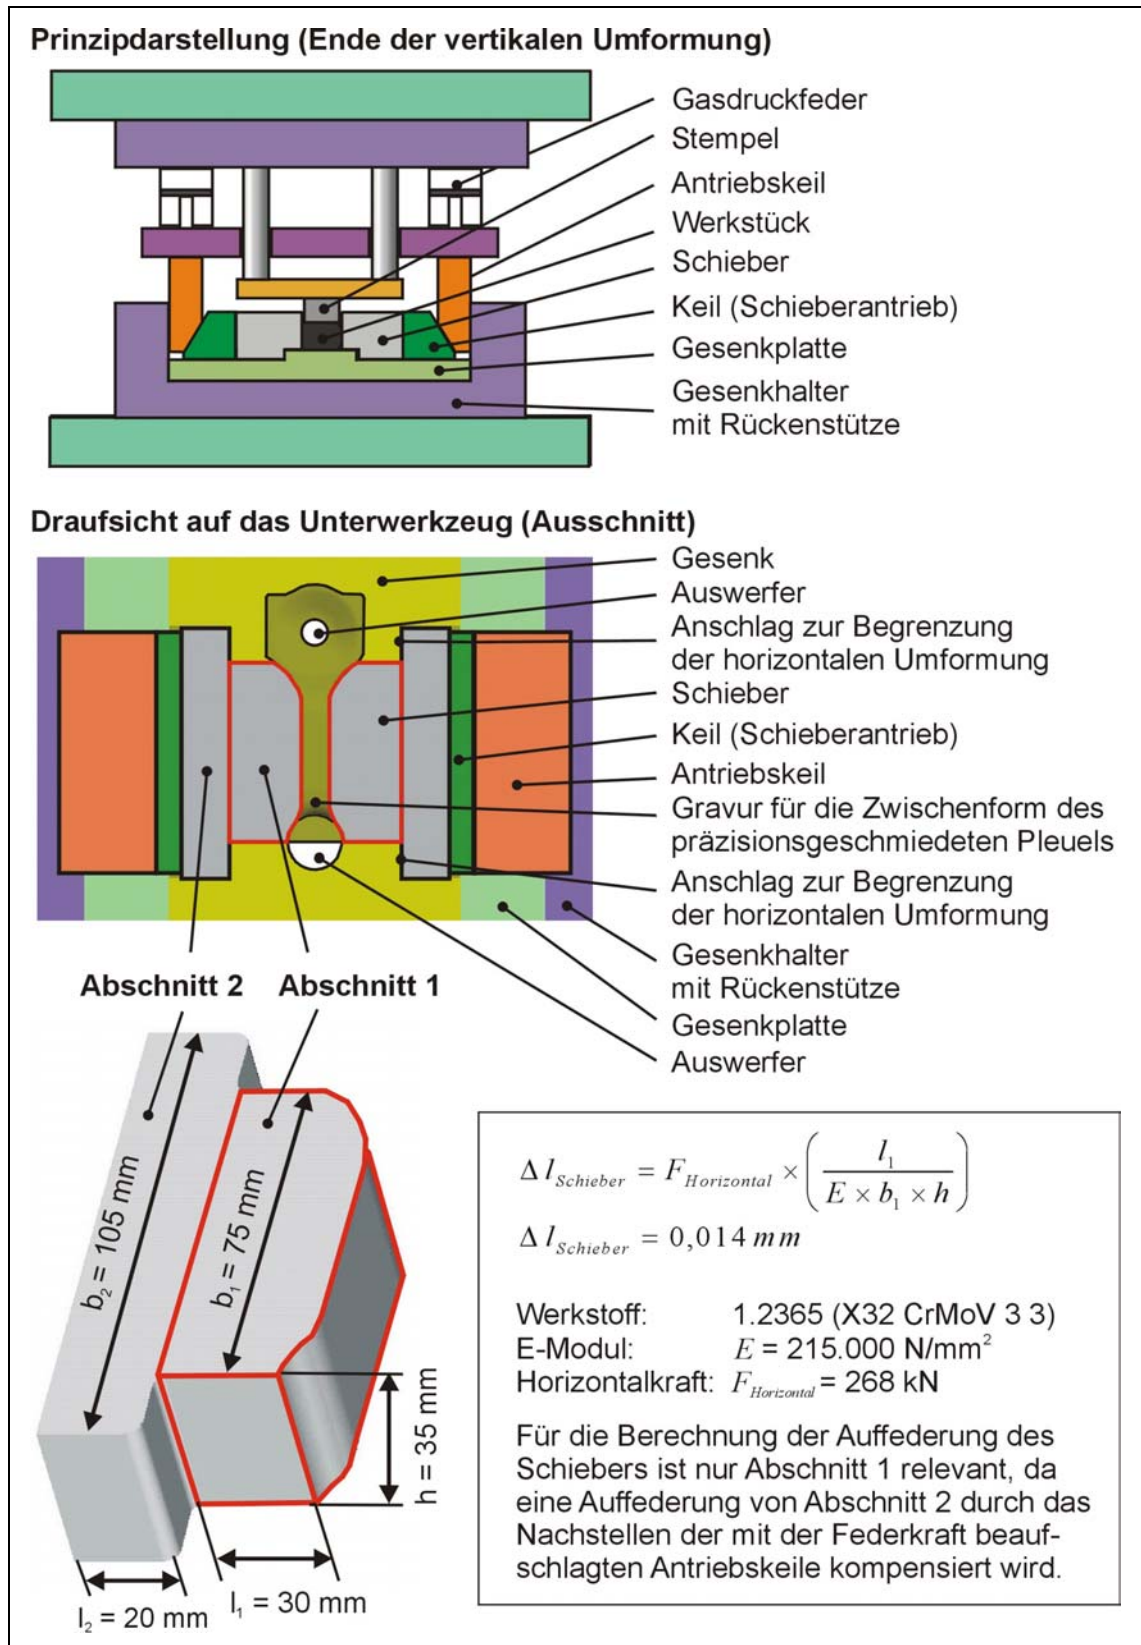 Prinzipdarstellung (Ende der vertikalen Umformung)
Gasdruckfeder
Stempel
Antriebskeil
Werkstück
Schieber
Keil (Schieberantrieb)
Gesenkplatte
Gesenkhalter
mit Rückenstütze
Draufsicht auf das Unterwerkzeug (Ausschnitt)
Gesenk
Auswerfer
Anschlag zur Begrenzung
der horizontalen Umformung
Schieber
Keil (Schieberantrieb)
Antriebskeil
Gravur für die Zwischenform des
präzisionsgeschmiedeten Pleuels
Anschlag zur Begrenzung
der horizontalen Umformung
Gesenkhalter
mit Rückenstütze
Gesenkplatte
Auswerfer
Abschnitt 2 Abschnitt 1
b₂ = 105 mm
b₁ = 75 mm
h = 35 mm
l₁ = 30 mm
l₂ = 20 mm
Δ l_Schieber = F_Horizontal × ( l₁ / (E × b₁ × h) )
Δ l_Schieber = 0,014 mm
Werkstoff: 1.2365 (X32 CrMoV 3 3)
E-Modul: E = 215.000 N/mm²
Horizontalkraft: F_Horizontal = 268 kN
Für die Berechnung der Auffederung des
Schiebers ist nur Abschnitt 1 relevant, da
eine Auffederung von Abschnitt 2 durch das
Nachstellen der mit der Federkraft beauf-
schlagten Antriebskeile kompensiert wird.